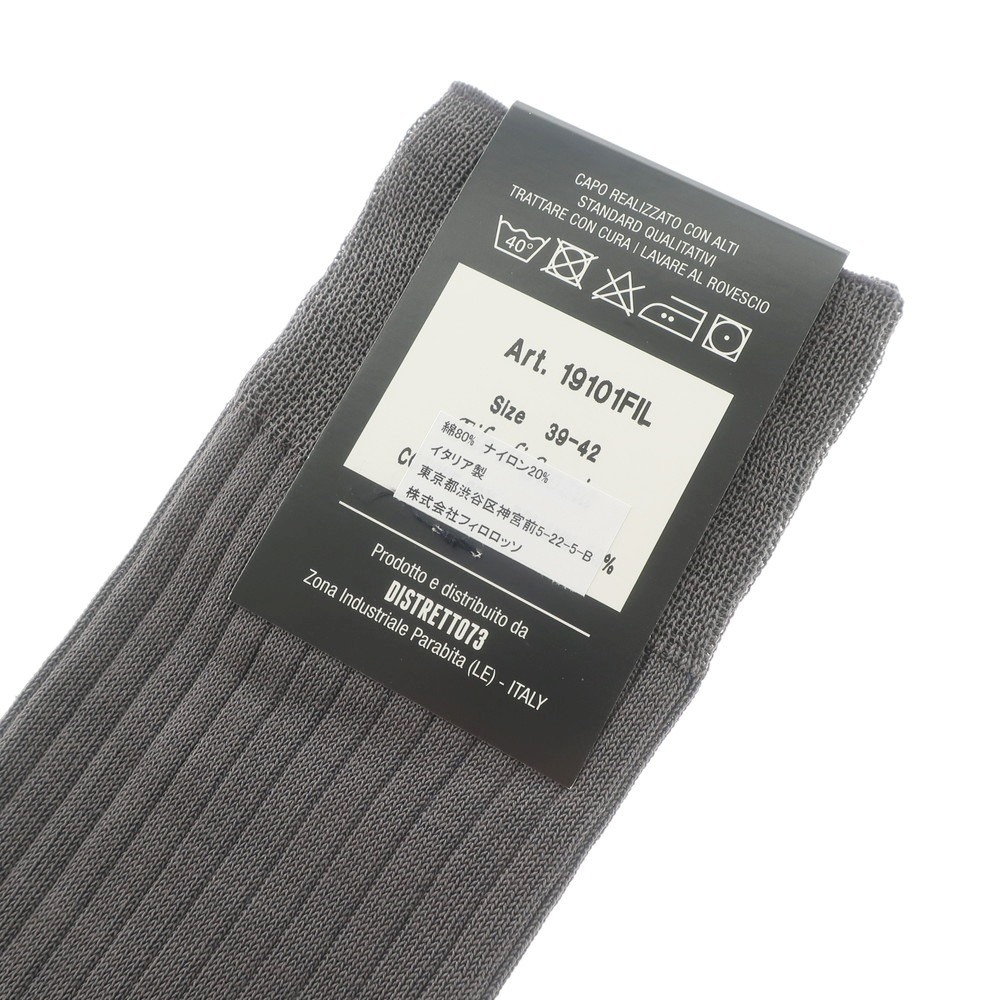 CAPO REALIZZATO CON ALTI
STANDARD QUALITATIVI
TRATTARE CON CURA / LAVARE AL ROVESCIO
40°
Art. 19101FIL
Size 39-42
綿80% ナイロン20%
イタリア製
東京都渋谷区神宮前5-22-5-B
株式会社フィロロッソ
%
Prodotto e distribuito da
DISTRETTO73
Zona Industriale Parabita (LE) - ITALY